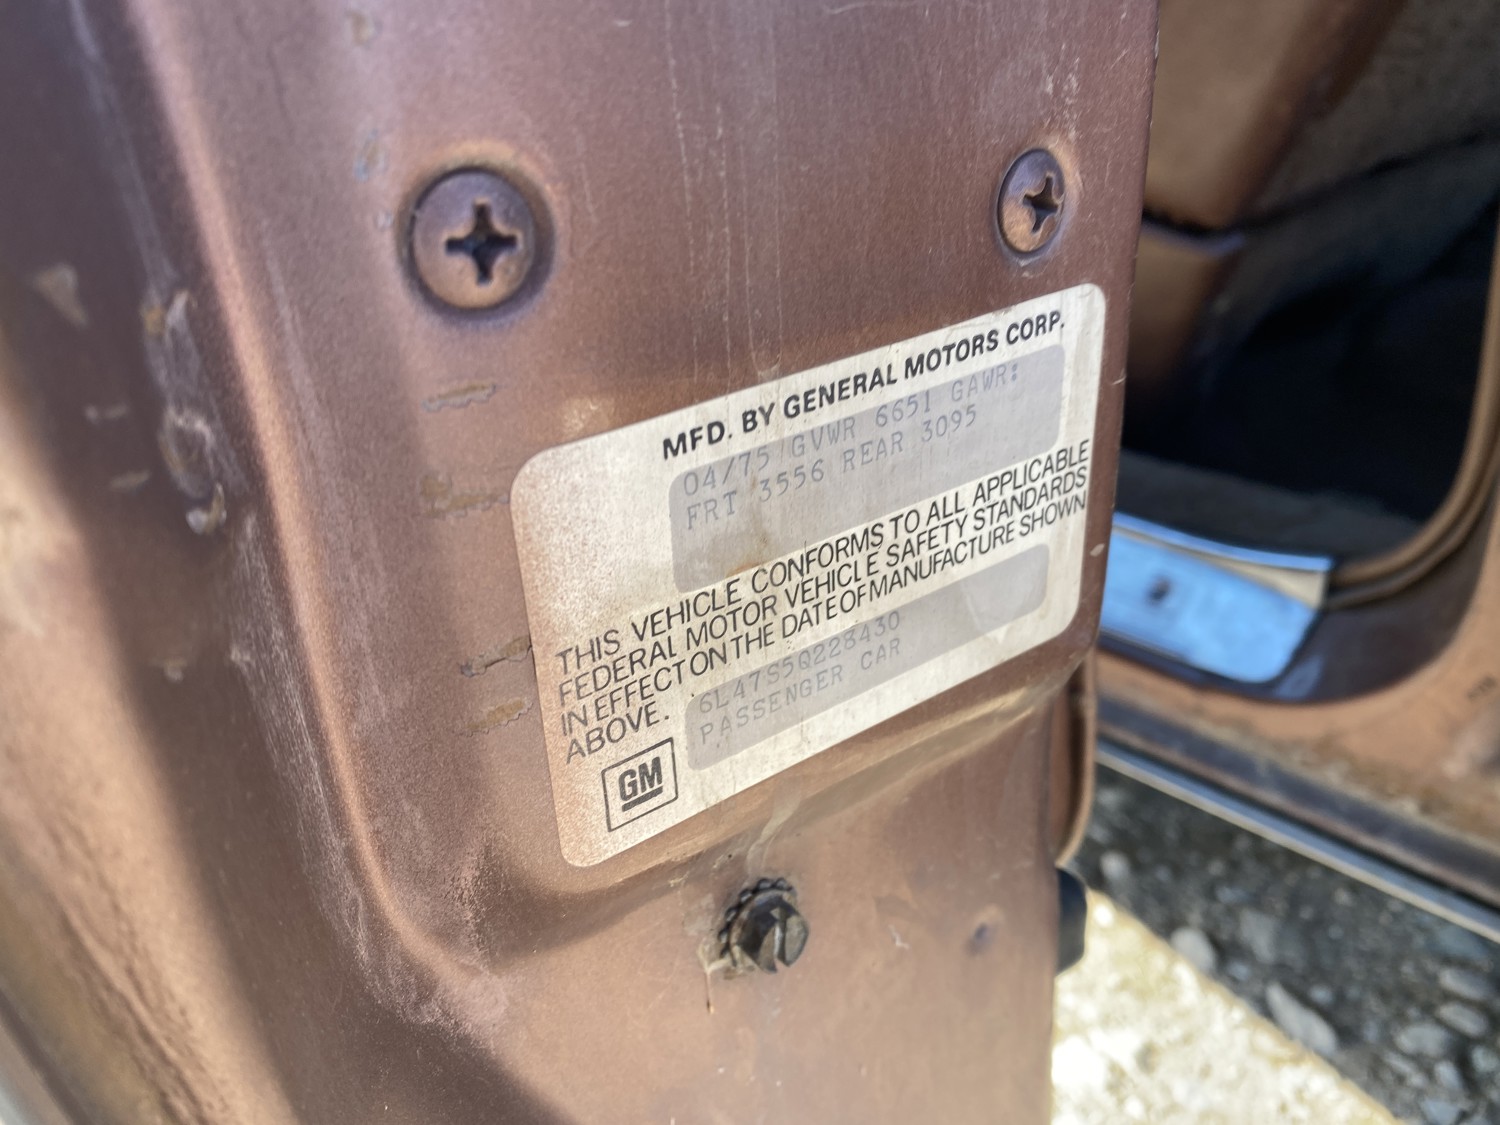 MFD. BY GENERAL MOTORS CORP.
04/75 GVWR 6651 GAWR:
FRT 3556 REAR 3095
THIS VEHICLE CONFORMS TO ALL APPLICABLE
FEDERAL MOTOR VEHICLE SAFETY STANDARDS
IN EFFECT ON THE DATE OF MANUFACTURE SHOWN
ABOVE.
6L47S5Q228430
PASSENGER CAR
GM